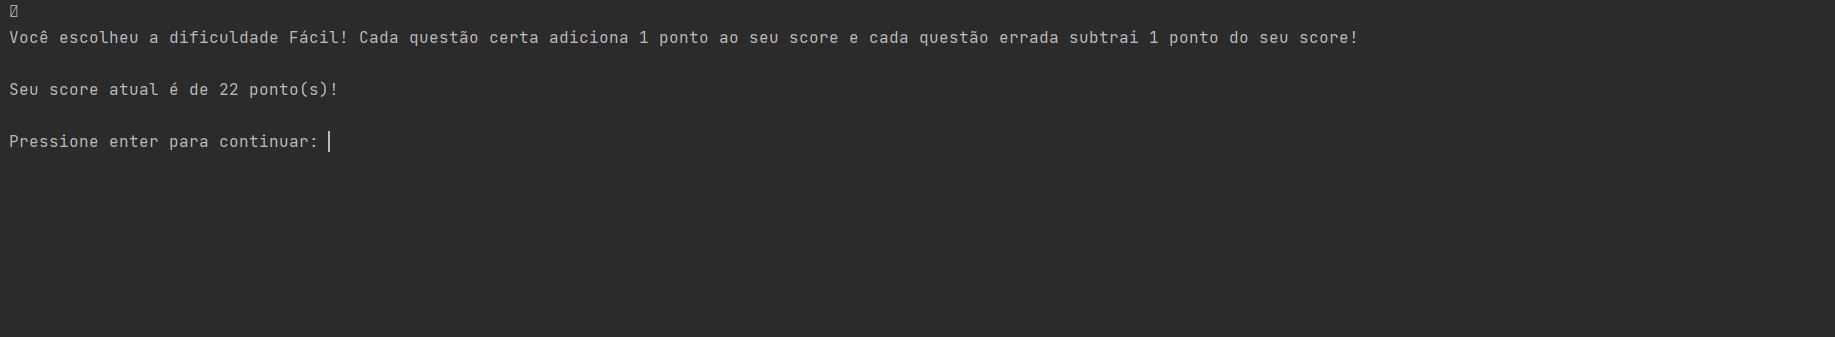 Você escolheu a dificuldade Fácil! Cada questão certa adiciona 1 ponto ao seu score e cada questão errada subtrai 1 ponto do seu score!
Seu score atual é de 22 ponto(s)!
Pressione enter para continuar: